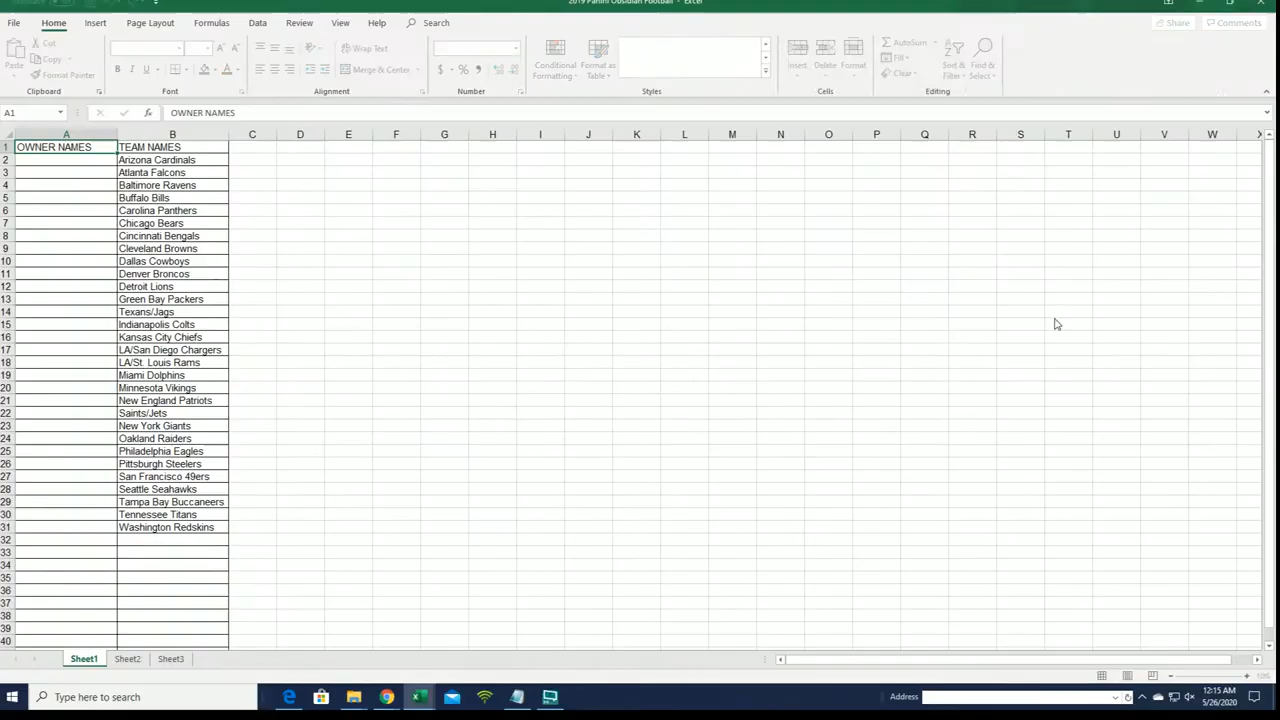 2019 Panini Obsidian Football - Excel
File Home Insert Page Layout Formulas Data Review View Help Search Share Comments
Cut
Copy
Format Painter
Paste
Wrap Text
Merge & Center
Conditional Formatting
Format as Table
Insert Delete Format
AutoSum
Fill
Clear
Sort & Filter
Find & Select
Clipboard Font Alignment Number Styles Cells Editing
A1 fx OWNER NAMES
A B C D E F G H I J K L M N O P Q R S T U V W X
1 OWNER NAMES TEAM NAMES
2 Arizona Cardinals
3 Atlanta Falcons
4 Baltimore Ravens
5 Buffalo Bills
6 Carolina Panthers
7 Chicago Bears
8 Cincinnati Bengals
9 Cleveland Browns
10 Dallas Cowboys
11 Denver Broncos
12 Detroit Lions
13 Green Bay Packers
14 Texans/Jags
15 Indianapolis Colts
16 Kansas City Chiefs
17 LA/San Diego Chargers
18 LA/St. Louis Rams
19 Miami Dolphins
20 Minnesota Vikings
21 New England Patriots
22 Saints/Jets
23 New York Giants
24 Oakland Raiders
25 Philadelphia Eagles
26 Pittsburgh Steelers
27 San Francisco 49ers
28 Seattle Seahawks
29 Tampa Bay Buccaneers
30 Tennessee Titans
31 Washington Redskins
32
33
34
35
36
37
38
39
40
Sheet1 Sheet2 Sheet3
Type here to search
Address
12:15 AM
5/26/2020